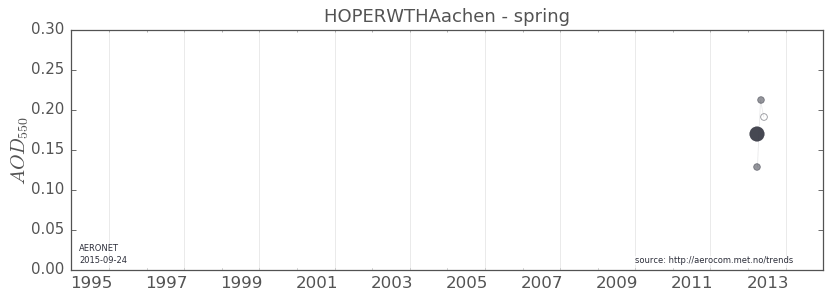 HOPERWTHAachen - spring
0.30
0.25
0.20
0.15
0.10
0.05
0.00
AOD550
AERONET
2015-09-24
source: http://aerocom.met.no/trends
1995 1997 1999 2001 2003 2005 2007 2009 2011 2013